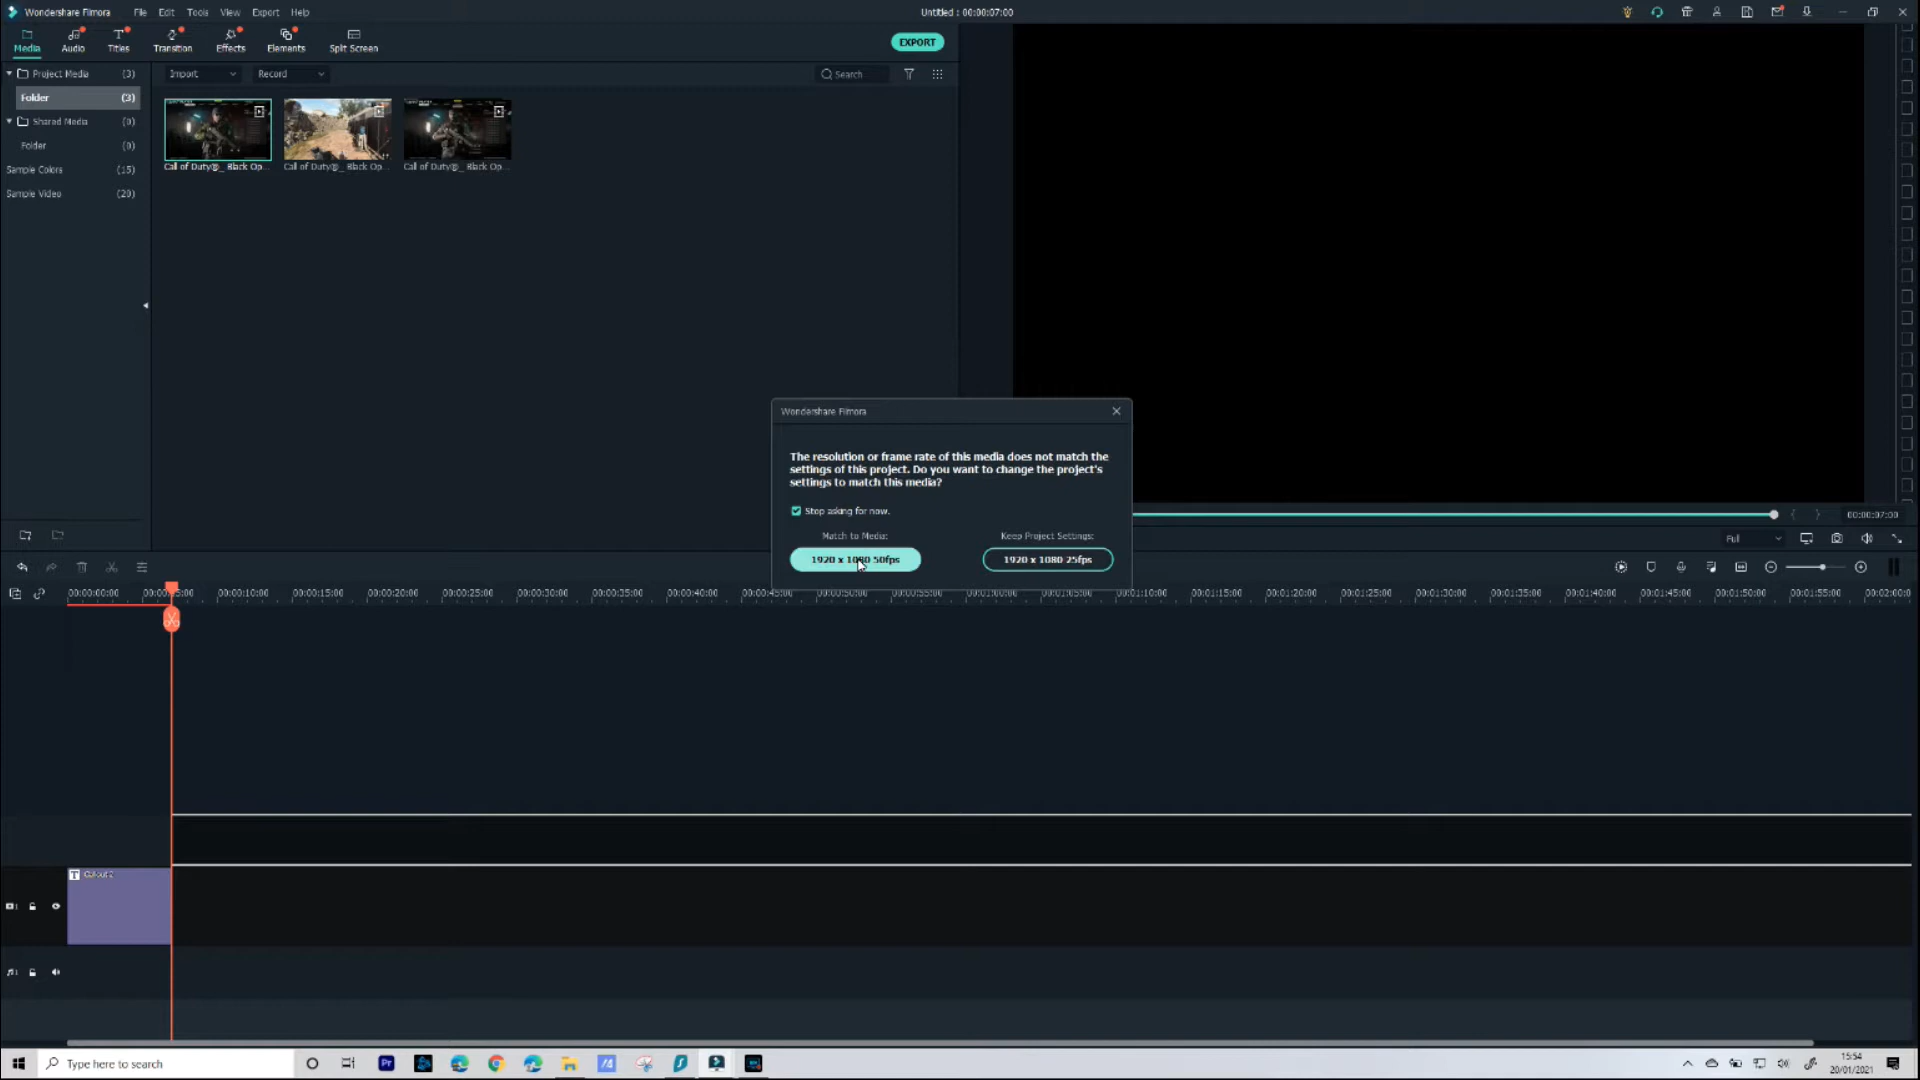 Wondershare Filmora File Edit Tools View Export Help
Untitled : 00:00:07:00
Media Audio Titles Transition Effects Elements Split Screen
EXPORT
Project Media (3)
Import Record Search
Folder (3)
Shared Media (0)
Folder (0)
Sample Colors (15)
Sample Video (20)
Call of Duty®_ Black Op... Call of Duty®_ Black Op... Call of Duty®_ Black Op...
Wondershare Filmora
The resolution or frame rate of this media does not match the
settings of this project. Do you want to change the project's
settings to match this media?
Stop asking for now.
Match to Media: Keep Project Settings:
1920 x 1080 50fps 1920 x 1080 25fps
00:00:07:00
Full
00:00:00:00 00:00:10:00 00:00:15:00 00:00:20:00 00:00:25:00 00:00:30:00 00:00:35:00 00:00:40:00 00:00:45:00 00:00:50:00 00:00:55:00 00:01:00:00 00:01:05:00 00:01:10:00 00:01:15:00 00:01:20:00 00:01:25:00 00:01:30:00 00:01:35:00 00:01:40:00 00:01:45:00 00:01:50:00 00:01:55:00 00:02:00:0
T Callout 2
Type here to search
Pr
15:54
20/01/2021